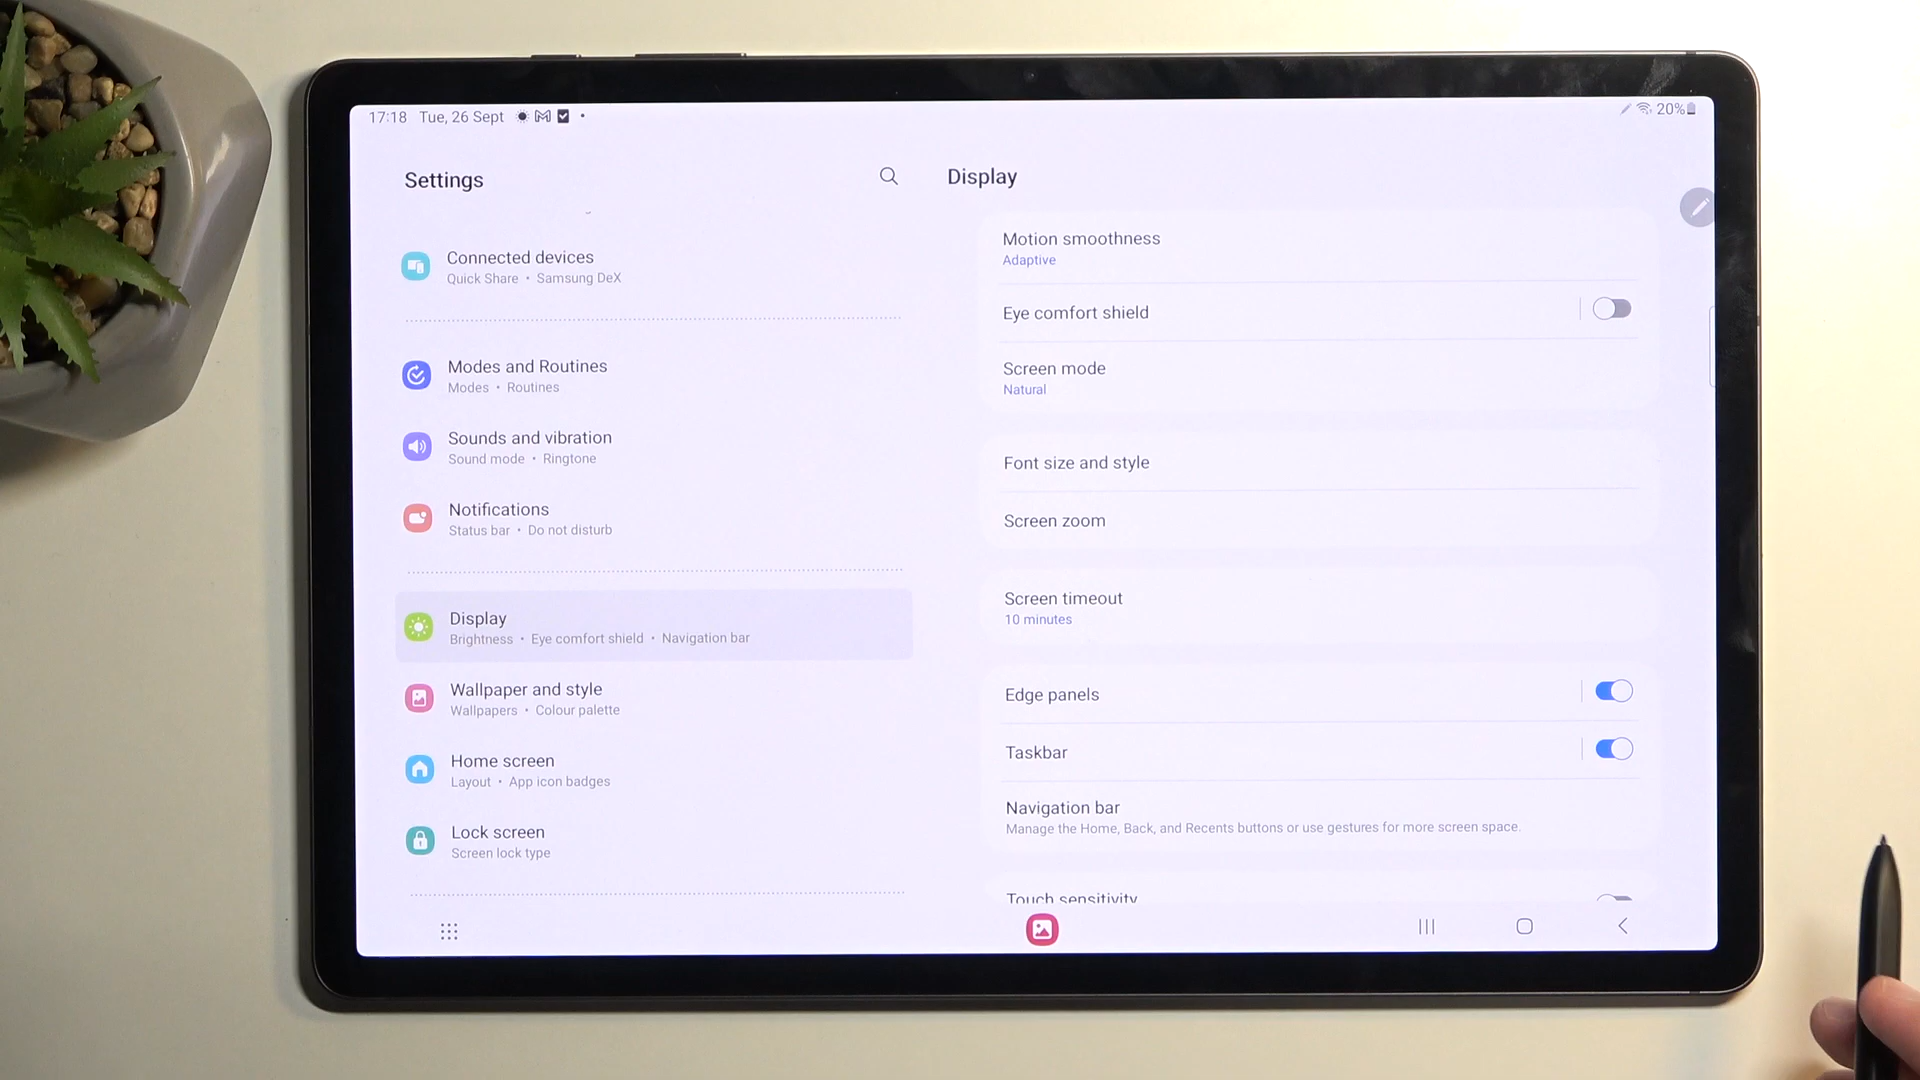 17:18 Tue, 26 Sept
20%
Settings
Connected devices
Quick Share • Samsung DeX
Modes and Routines
Modes • Routines
Sounds and vibration
Sound mode • Ringtone
Notifications
Status bar • Do not disturb
Display
Brightness • Eye comfort shield • Navigation bar
Wallpaper and style
Wallpapers • Colour palette
Home screen
Layout • App icon badges
Lock screen
Screen lock type
Display
Motion smoothness
Adaptive
Eye comfort shield
Screen mode
Natural
Font size and style
Screen zoom
Screen timeout
10 minutes
Edge panels
Taskbar
Navigation bar
Manage the Home, Back, and Recents buttons or use gestures for more screen space.
Touch sensitivity